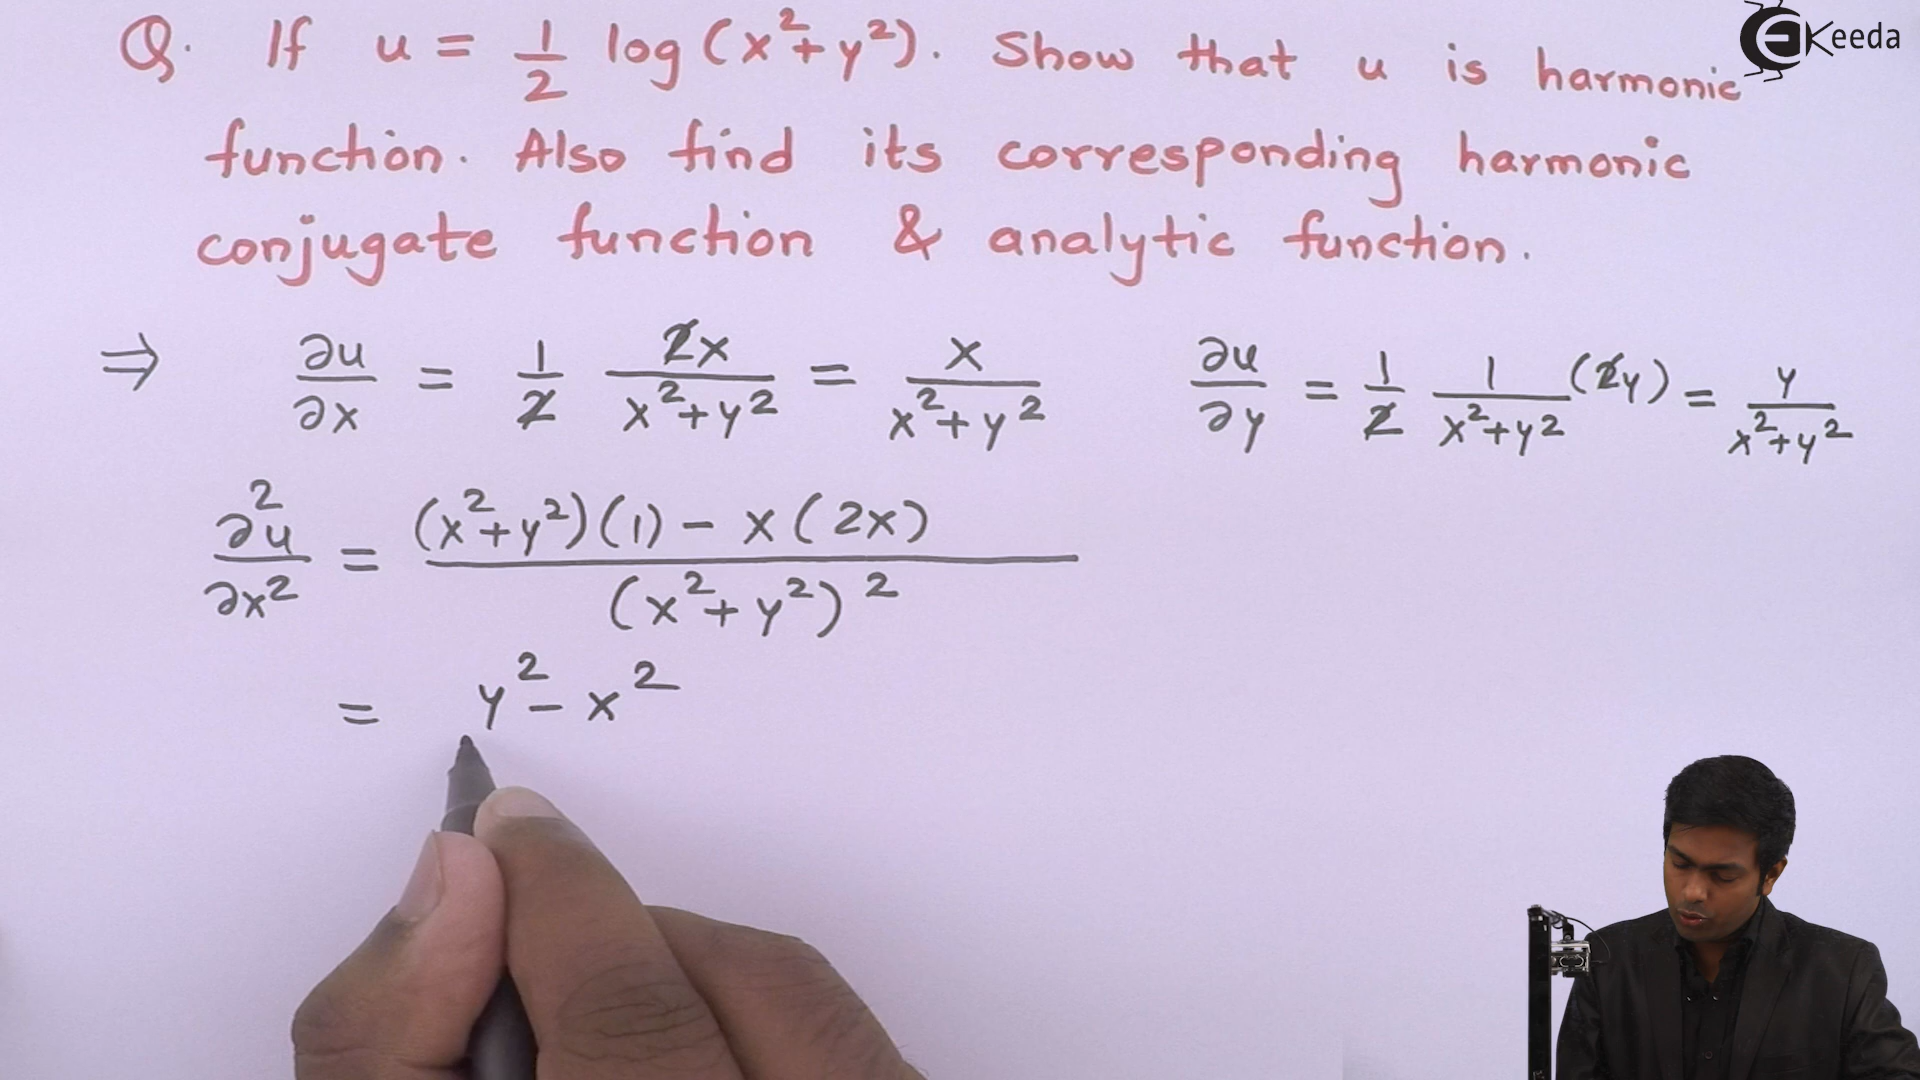 EKeeda
Q. If u = 1/2 log (x²+y²). Show that u is harmonic
function. Also find its corresponding harmonic
conjugate function & analytic function.
⇒ ∂u/∂x = 1/2 2x/(x²+y²) = x/(x²+y²) ∂u/∂y = 1/2 1/(x²+y²) (2y) = y/(x²+y²)
∂²u/∂x² = ((x²+y²)(1) - x(2x))/(x²+y²)²
= y² - x²